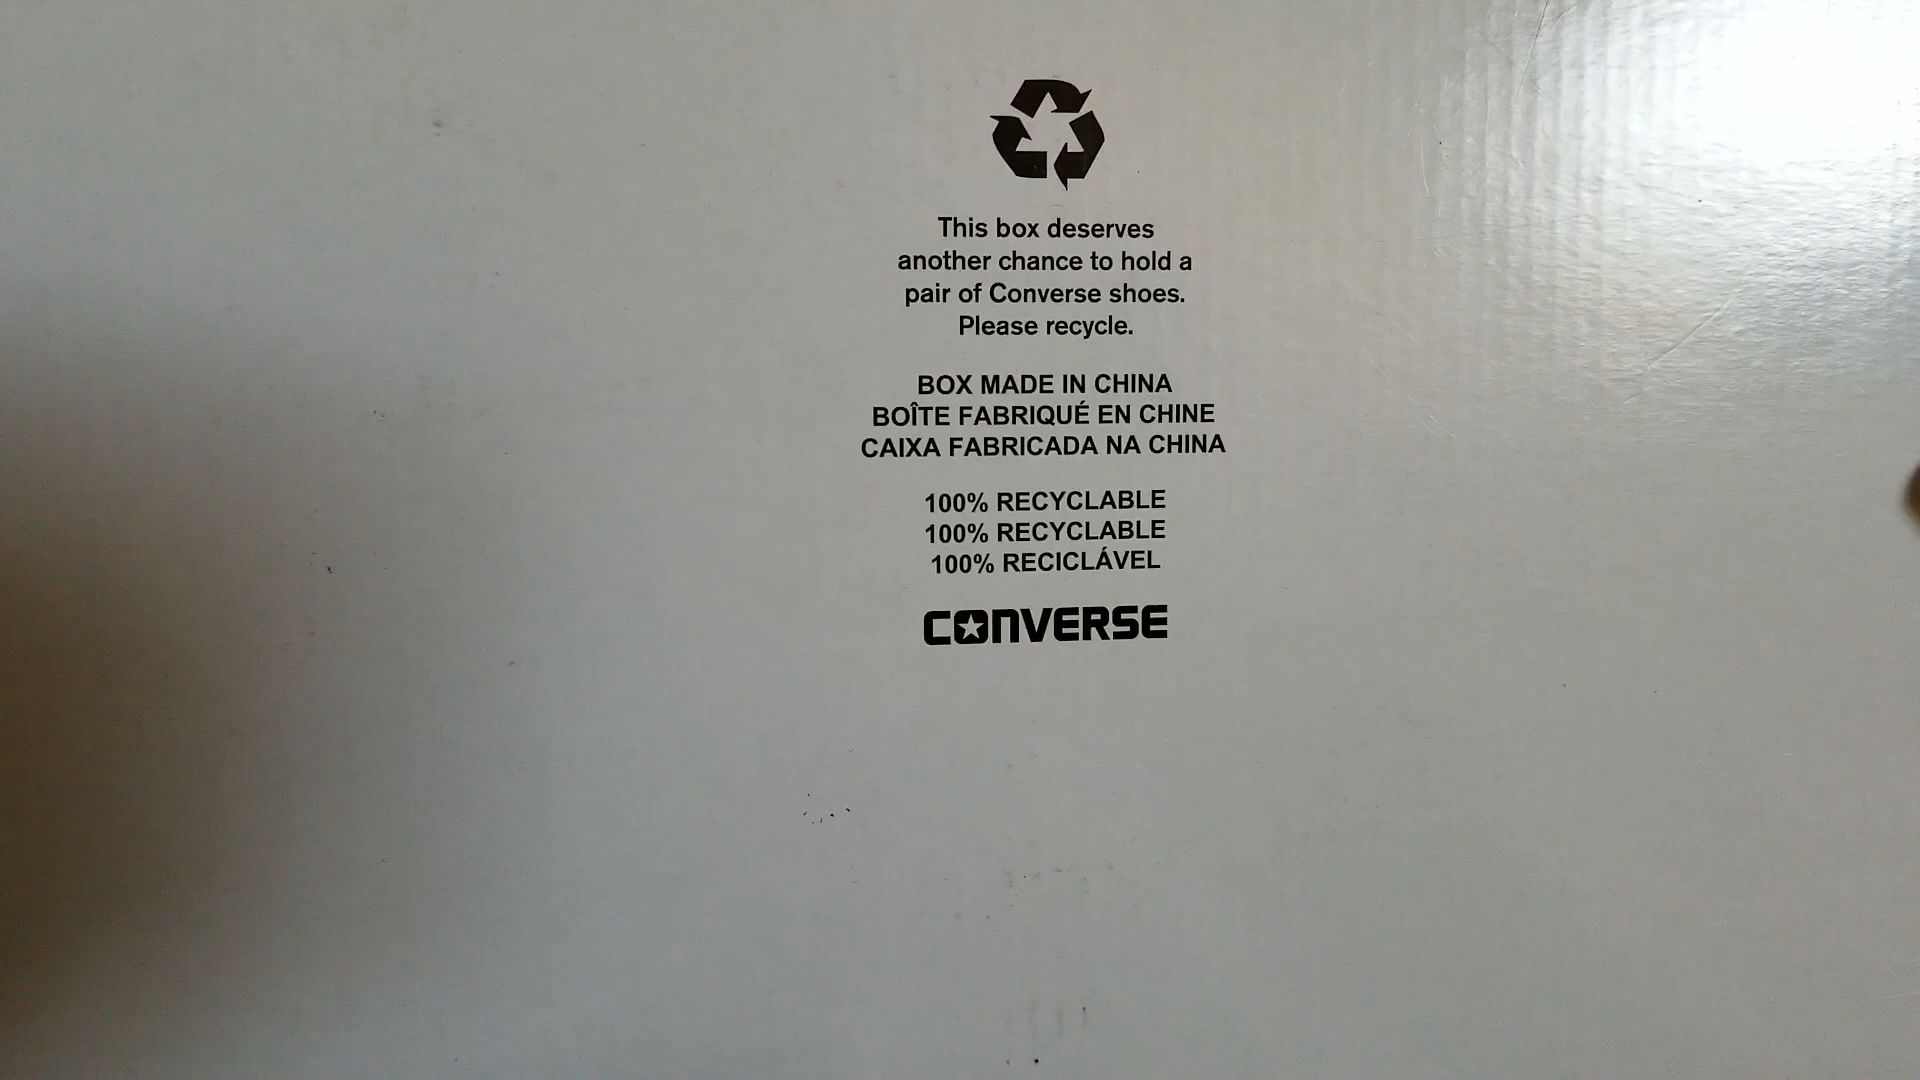 This box deserves
another chance to hold a
pair of Converse shoes.
Please recycle.
BOX MADE IN CHINA
BOÎTE FABRIQUÉ EN CHINE
CAIXA FABRICADA NA CHINA
100% RECYCLABLE
100% RECYCLABLE
100% RECICLÁVEL
CONVERSE